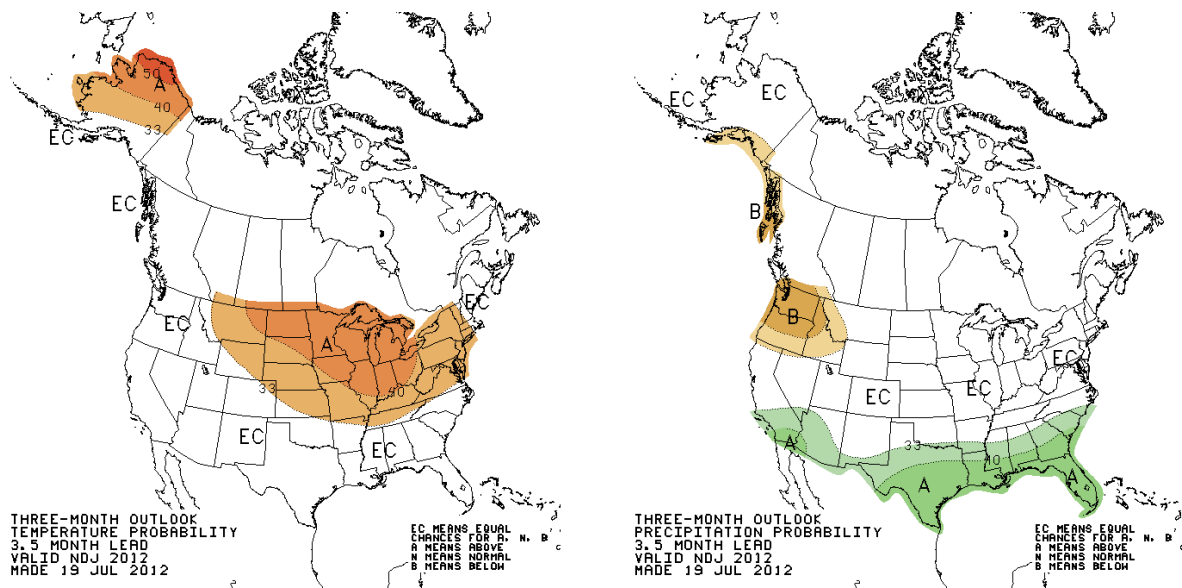 50
A
40
33
EC
EC
EC
EC
A
33
40
EC
EC
THREE-MONTH OUTLOOK
TEMPERATURE PROBABILITY
3.5 MONTH LEAD
VALID NDJ 2012
MADE 19 JUL 2012
EC MEANS EQUAL
CHANCES FOR A, N, B
A MEANS ABOVE
N MEANS NORMAL
B MEANS BELOW
EC
EC
B
B
EC
EC
EC
A
33
40
A
A
THREE-MONTH OUTLOOK
PRECIPITATION PROBABILITY
3.5 MONTH LEAD
VALID NDJ 2012
MADE 19 JUL 2012
EC MEANS EQUAL
CHANCES FOR A, N, B
A MEANS ABOVE
N MEANS NORMAL
B MEANS BELOW